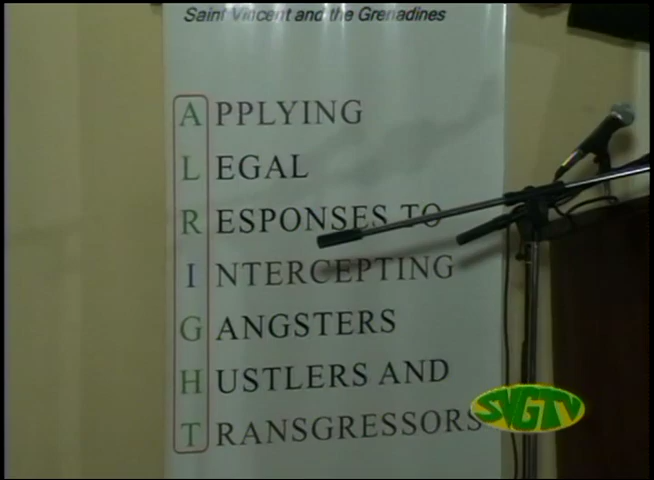 Saint Vincent and the Grenadines
APPLYING
LEGAL
RESPONSES TO
INTERCEPTING
GANGSTERS
HUSTLERS AND
TRANSGRESSORS
SVGTV